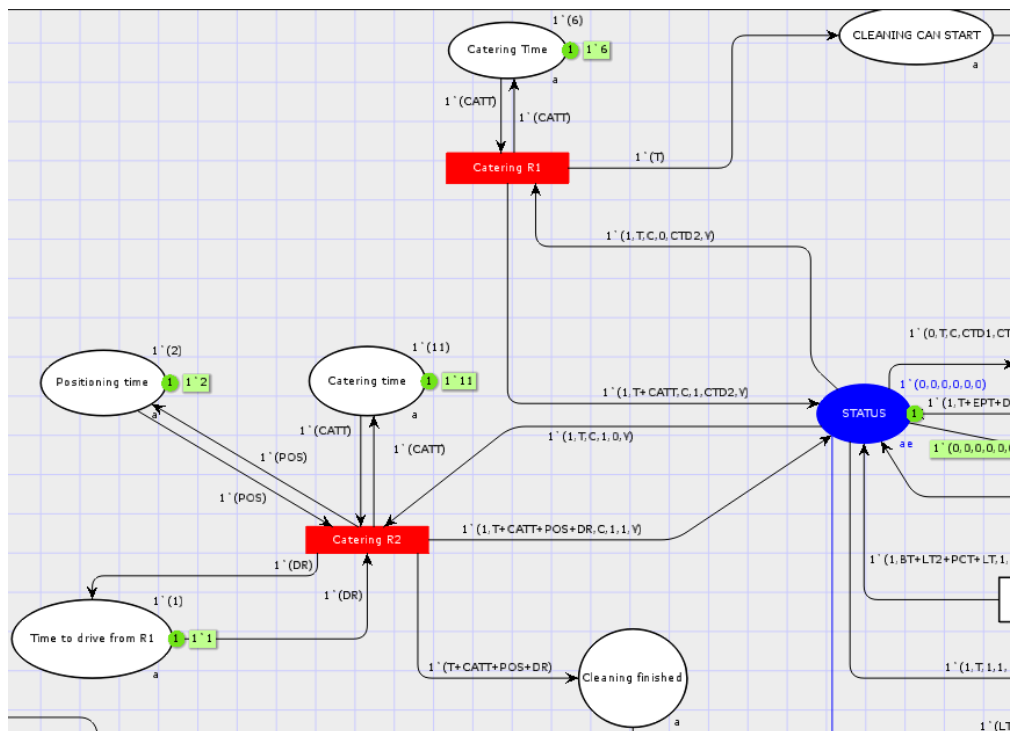 1`(6)
Catering Time
1
1`6
a
CLEANING CAN START
a
1`(CATT)
1`(CATT)
Catering R1
1`(T)
1`(1,T,C,0,CTD2,Y)
1`(2)
Positioning time
1
1`2
a
1`(11)
Catering time
1
1`11
a
1`(0,T,C,CTD1,CT
1`(0,0,0,0,0,0)
1`(1,T+CATT,C,1,CTD2,Y)
STATUS
1
1`(1,T+EPT+D
a e
1`(0,0,0,0,0,0
1`(CATT)
1`(CATT)
1`(1,T,C,1,0,Y)
1`(POS)
1`(POS)
Catering R2
1`(1,T+CATT+POS+DR,C,1,1,Y)
1`(DR)
1`(DR)
1`(1,BT+LT2+PCT+LT,1,
1`(1)
Time to drive from R1
1
1`1
a
1`(T+CATT+POS+DR)
Cleaning finished
a
1`(1,T,1,1,
1`(LT